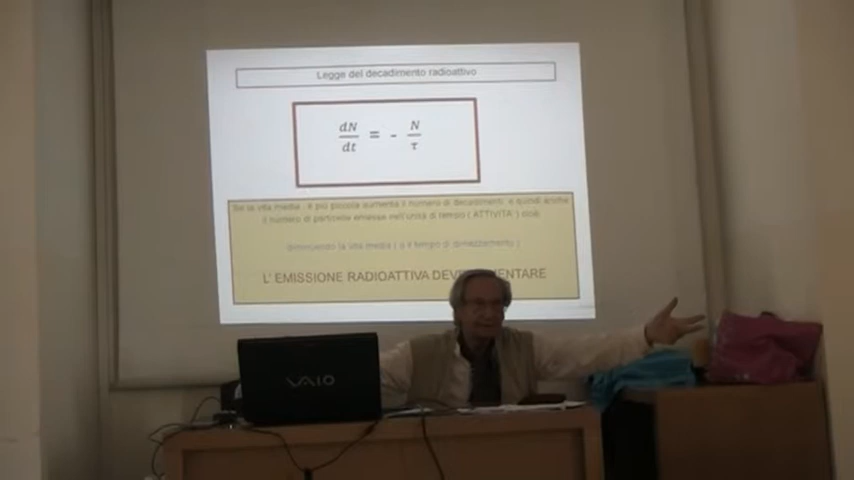 Legge del decadimento radioattivo
dN/dt = - N/τ
Se la vita media è più piccola aumenta il numero di decadimenti e quindi anche
il numero di particelle emesse nell'unità di tempo ( ATTIVITA' ) cioè
diminuendo la vita media ( o il tempo di dimezzamento )
L' EMISSIONE RADIOATTIVA DEVE MENTARE
VAIO